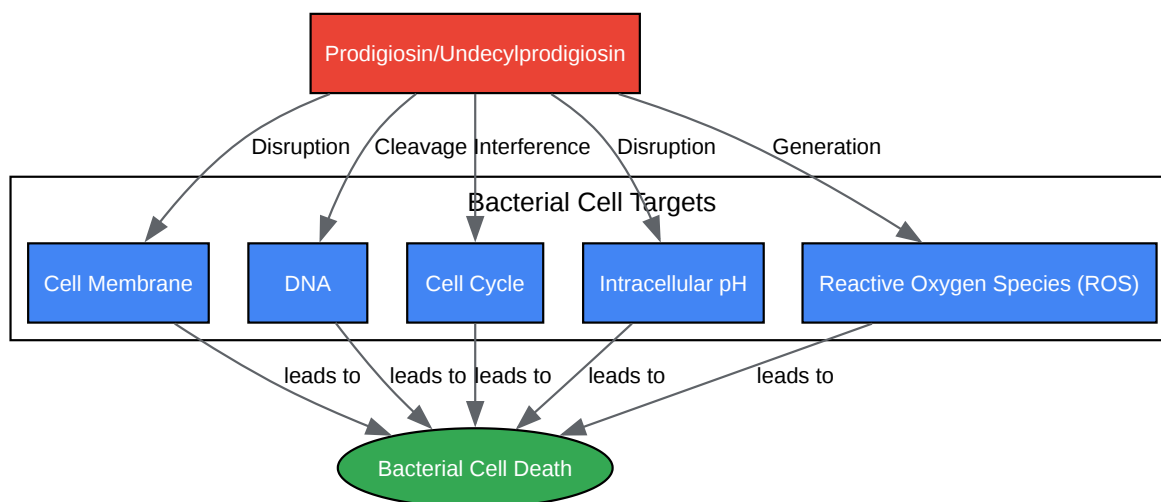 Prodigiosin/Undecylprodigiosin
Disruption
Cleavage
Interference
Disruption
Generation
Bacterial Cell Targets
Cell Membrane
DNA
Cell Cycle
Intracellular pH
Reactive Oxygen Species (ROS)
leads to
leads to
leads to
leads to
leads to
Bacterial Cell Death